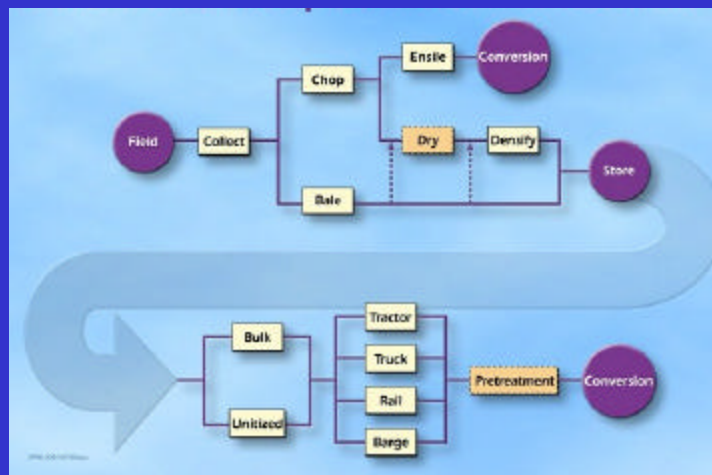 Ensile
Conversion
Chop
Field
Collect
Dry
Densify
Store
Bale
Tractor
Bulk
Truck
Pretreatment
Conversion
Rail
Unitized
Barge